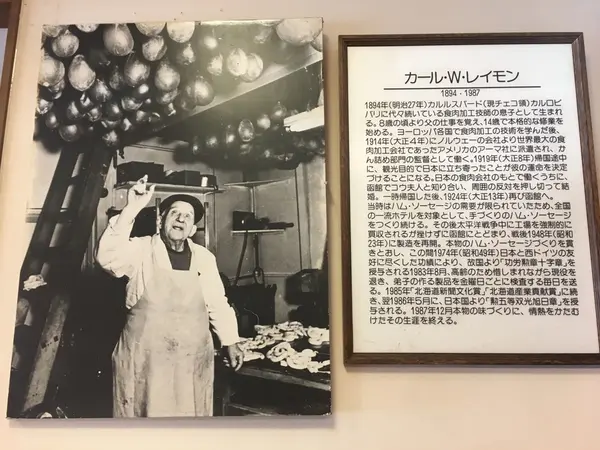 カール・W・レイモン
1894・1987
1894年(明治27年)カルルスバード(現チェコ領)カルロビ
バリに代々続いている食肉加工技師の息子として生ま
れる。8歳の頃より父の仕事を覚え、14歳で本格的な修業を
始める。ヨーロッパ各国で食肉加工の技術を学んだ後、
1914年(大正4年)にノルウェーの会社より世界最大の食
肉加工会社であったアメリカのアーマ社に派遣され、かん
詰め部門の監督として働く。1919年(大正8年)帰国途中
に、観光目的で日本に立ち寄ったことが彼の運命を決定
づけることになる。日本の食肉会社のもとで働くうちに、
函館でコウ夫人と知り合い、周囲の反対を押し切って結
婚。一時帰国した後、1924年(大正13年)再び函館へ。
当時はハム・ソーセージの需要が限られていたため、全国
の一流ホテルを対象として、手づくりのハム・ソーセージ
をつくり続ける。その後太平洋戦争中に工場を強制的に
買収されるが挫けずに函館にとどまり、戦後1948年(昭和
23年)に製造を再開。本物のハム・ソーセージづくりを貫
きとおし、この間1974年(昭和49年)日本と西ドイツの友
好に尽くした功績により、故国より「功労勲章十字章」を
授与される1983年8月、高齢のため惜しまれながら現役を
退き、弟子の作る製品を金曜日ごとに検査する毎日を送
る。1985年「北海道新聞文化賞」、「北海道産業貢献賞」に続
き、翌1986年5月に、日本国より「勲五等双光旭日章」を授
与される。1987年12月本物の味づくりに、情熱をかたむ
けたその生涯を終える。